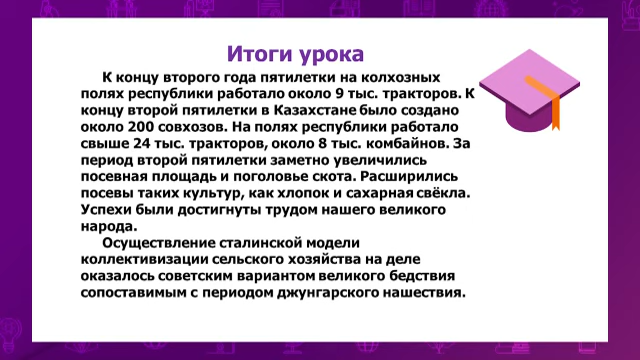 Итоги урока
К концу второго года пятилетки на колхозных
полях республики работало около 9 тыс. тракторов. К
концу второй пятилетки в Казахстане было создано
около 200 совхозов. На полях республики работало
свыше 24 тыс. тракторов, около 8 тыс. комбайнов. За
период второй пятилетки заметно увеличились
посевная площадь и поголовье скота. Расширились
посевы таких культур, как хлопок и сахарная свёкла.
Успехи были достигнуты трудом нашего великого
народа.
Осуществление сталинской модели
коллективизации сельского хозяйства на деле
оказалось советским вариантом великого бедствия
сопоставимым с периодом джунгарского нашествия.